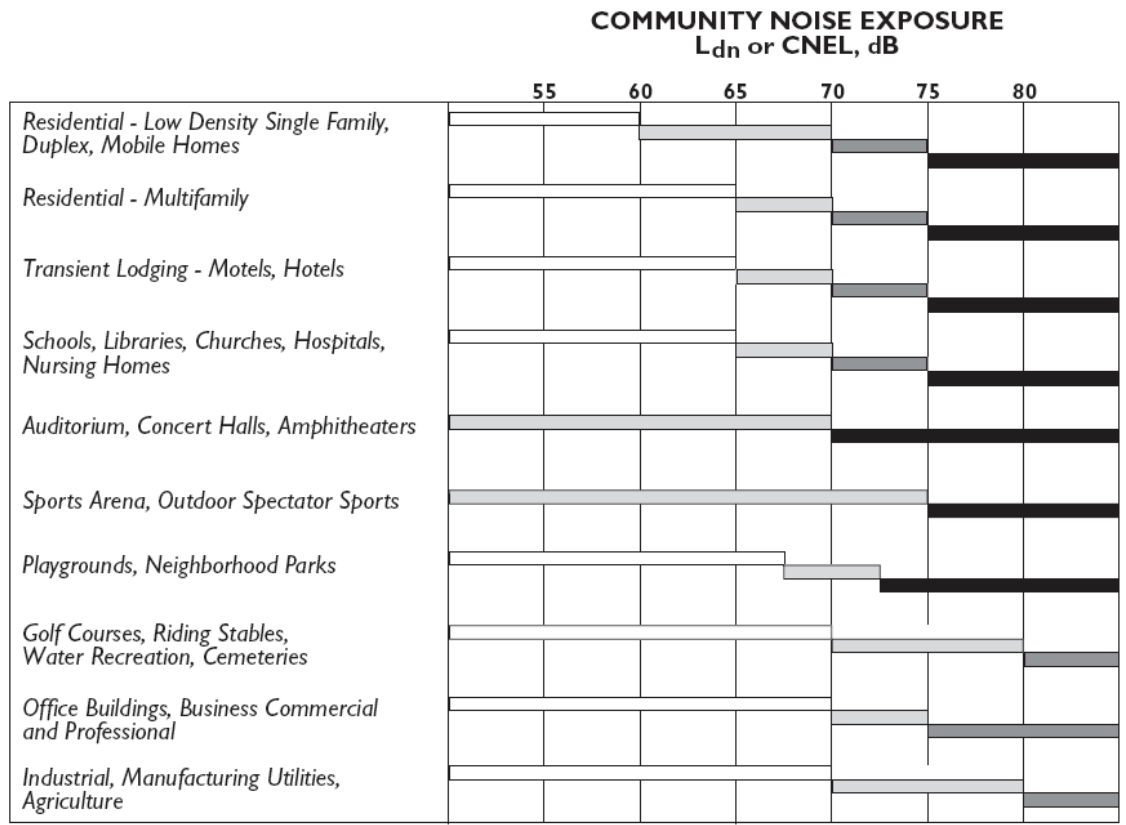 COMMUNITY NOISE EXPOSURE
Ldn or CNEL, dB
55 60 65 70 75 80
Residential - Low Density Single Family,
Duplex, Mobile Homes
Residential - Multifamily
Transient Lodging - Motels, Hotels
Schools, Libraries, Churches, Hospitals,
Nursing Homes
Auditorium, Concert Halls, Amphitheaters
Sports Arena, Outdoor Spectator Sports
Playgrounds, Neighborhood Parks
Golf Courses, Riding Stables,
Water Recreation, Cemeteries
Office Buildings, Business Commercial
and Professional
Industrial, Manufacturing Utilities,
Agriculture